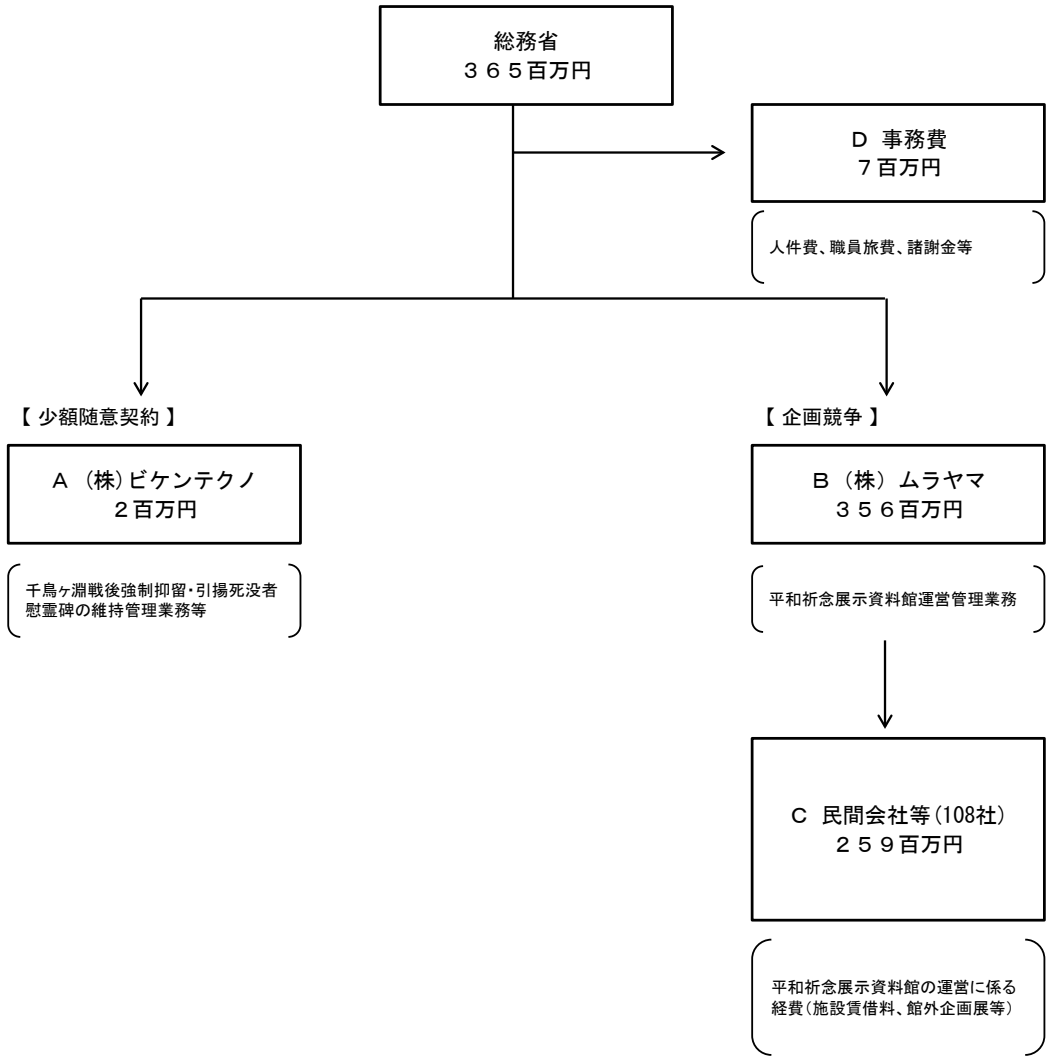 総務省
３６５百万円
D 事務費
７百万円
人件費、職員旅費、諸謝金等
【 少額随意契約 】
A （株）ビケンテクノ
２百万円
千鳥ヶ淵戦後強制抑留・引揚死没者
慰霊碑の維持管理業務等
【 企画競争 】
B （株） ムラヤマ
３５６百万円
平和祈念展示資料館運営管理業務
C 民間会社等（108社）
２５９百万円
平和祈念展示資料館の運営に係る
経費（施設賃借料、館外企画展等）